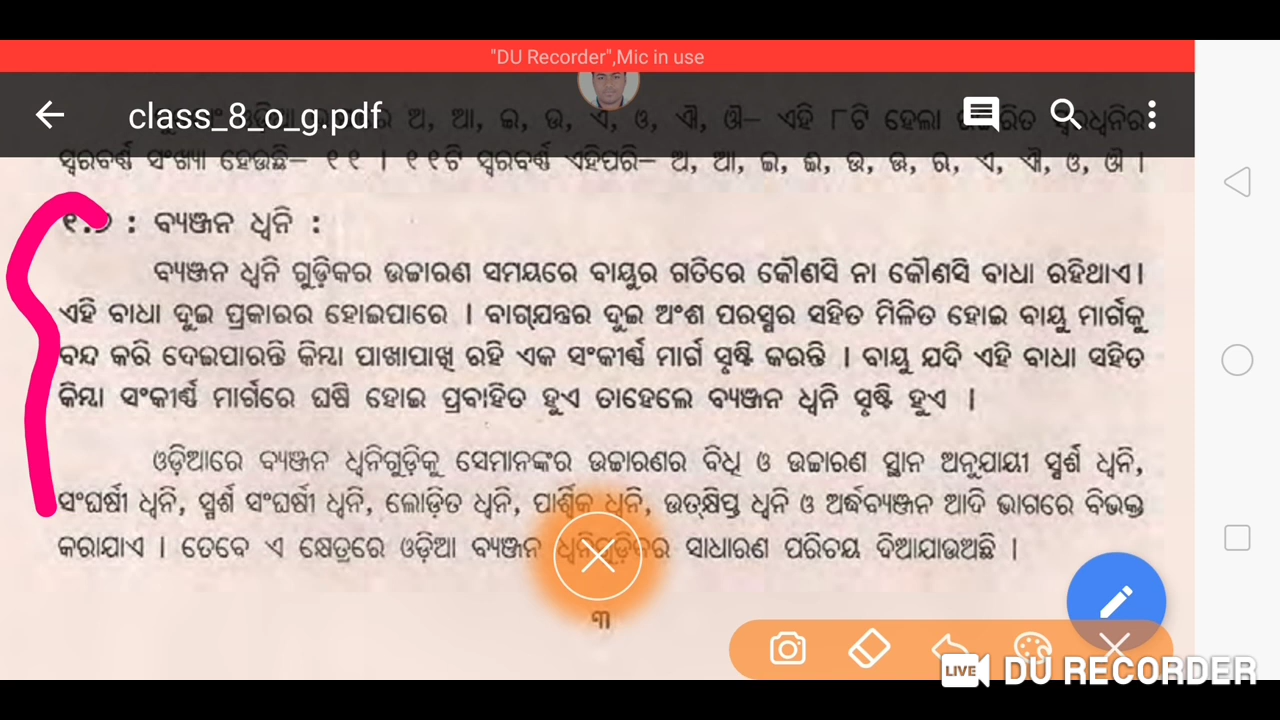 "DU Recorder",Mic in use
class_8_o_g.pdf
ଅ, ଆ, ଇ, ଉ, ଏ, ଓ, ଐ, ଔ– ଏହି ୮ଟି ହେଲା ଉଚ୍ଚାରିତ ସ୍ୱରଧ୍ୱନିର
ସ୍ୱରବର୍ଣ୍ଣ ସଂଖ୍ୟା ହେଉଛି– ୧୧ । ୧୧ଟି ସ୍ୱରବର୍ଣ୍ଣ ଏହିପରି– ଅ, ଆ, ଇ, ଈ, ଉ, ଊ, ଋ, ଏ, ଐ, ଓ, ଔ ।
: ବ୍ୟଞ୍ଜନ ଧ୍ୱନି :
ବ୍ୟଞ୍ଜନ ଧ୍ୱନି ଗୁଡ଼ିକର ଉଚ୍ଚାରଣ ସମୟରେ ବାୟୁର ଗତିରେ କୌଣସି ନା କୌଣସି ବାଧା ରହିଥାଏ।
ଏହି ବାଧା ଦୁଇ ପ୍ରକାରର ହୋଇପାରେ । ବାଗ୍‌ଯନ୍ତ୍ରର ଦୁଇ ଅଂଶ ପରସ୍ପର ସହିତ ମିଳିତ ହୋଇ ବାୟୁ ମାର୍ଗକୁ
ବନ୍ଦ କରି ଦେଇପାରନ୍ତି କିମ୍ୱା ପାଖାପାଖି ରହି ଏକ ସଂକୀର୍ଣ୍ଣ ମାର୍ଗ ସୃଷ୍ଟି କରନ୍ତି । ବାୟୁ ଯଦି ଏହି ବାଧା ସହିତ
କିମ୍ୱା ସଂକୀର୍ଣ୍ଣ ମାର୍ଗରେ ଘଷି ହୋଇ ପ୍ରବାହିତ ହୁଏ ତାହେଲେ ବ୍ୟଞ୍ଜନ ଧ୍ୱନି ସୃଷ୍ଟି ହୁଏ ।
ଓଡ଼ିଆରେ ବ୍ୟଞ୍ଜନ ଧ୍ୱନିଗୁଡ଼ିକୁ ସେମାନଙ୍କର ଉଚ୍ଚାରଣର ବିଧି ଓ ଉଚ୍ଚାରଣ ସ୍ଥାନ ଅନୁଯାୟୀ ସ୍ପର୍ଶ ଧ୍ୱନି,
ସଂଘର୍ଷୀ ଧ୍ୱନି, ସ୍ପର୍ଶ ସଂଘର୍ଷୀ ଧ୍ୱନି, ଲୋଡ଼ିତ ଧ୍ୱନି, ପାର୍ଶ୍ୱିକ ଧ୍ୱନି, ଉତ୍‌କ୍ଷିପ୍ତ ଧ୍ୱନି ଓ ଅର୍ଦ୍ଧବ୍ୟଞ୍ଜନ ଆଦି ଭାଗରେ ବିଭକ୍ତ
କରାଯାଏ । ତେବେ ଏ କ୍ଷେତ୍ରରେ ଓଡ଼ିଆ ବ୍ୟଞ୍ଜନ ଧ୍ୱନିଗୁଡ଼ିକର ସାଧାରଣ ପରିଚୟ ଦିଆଯାଉଅଛି ।
୩
LIVE DU RECORDER